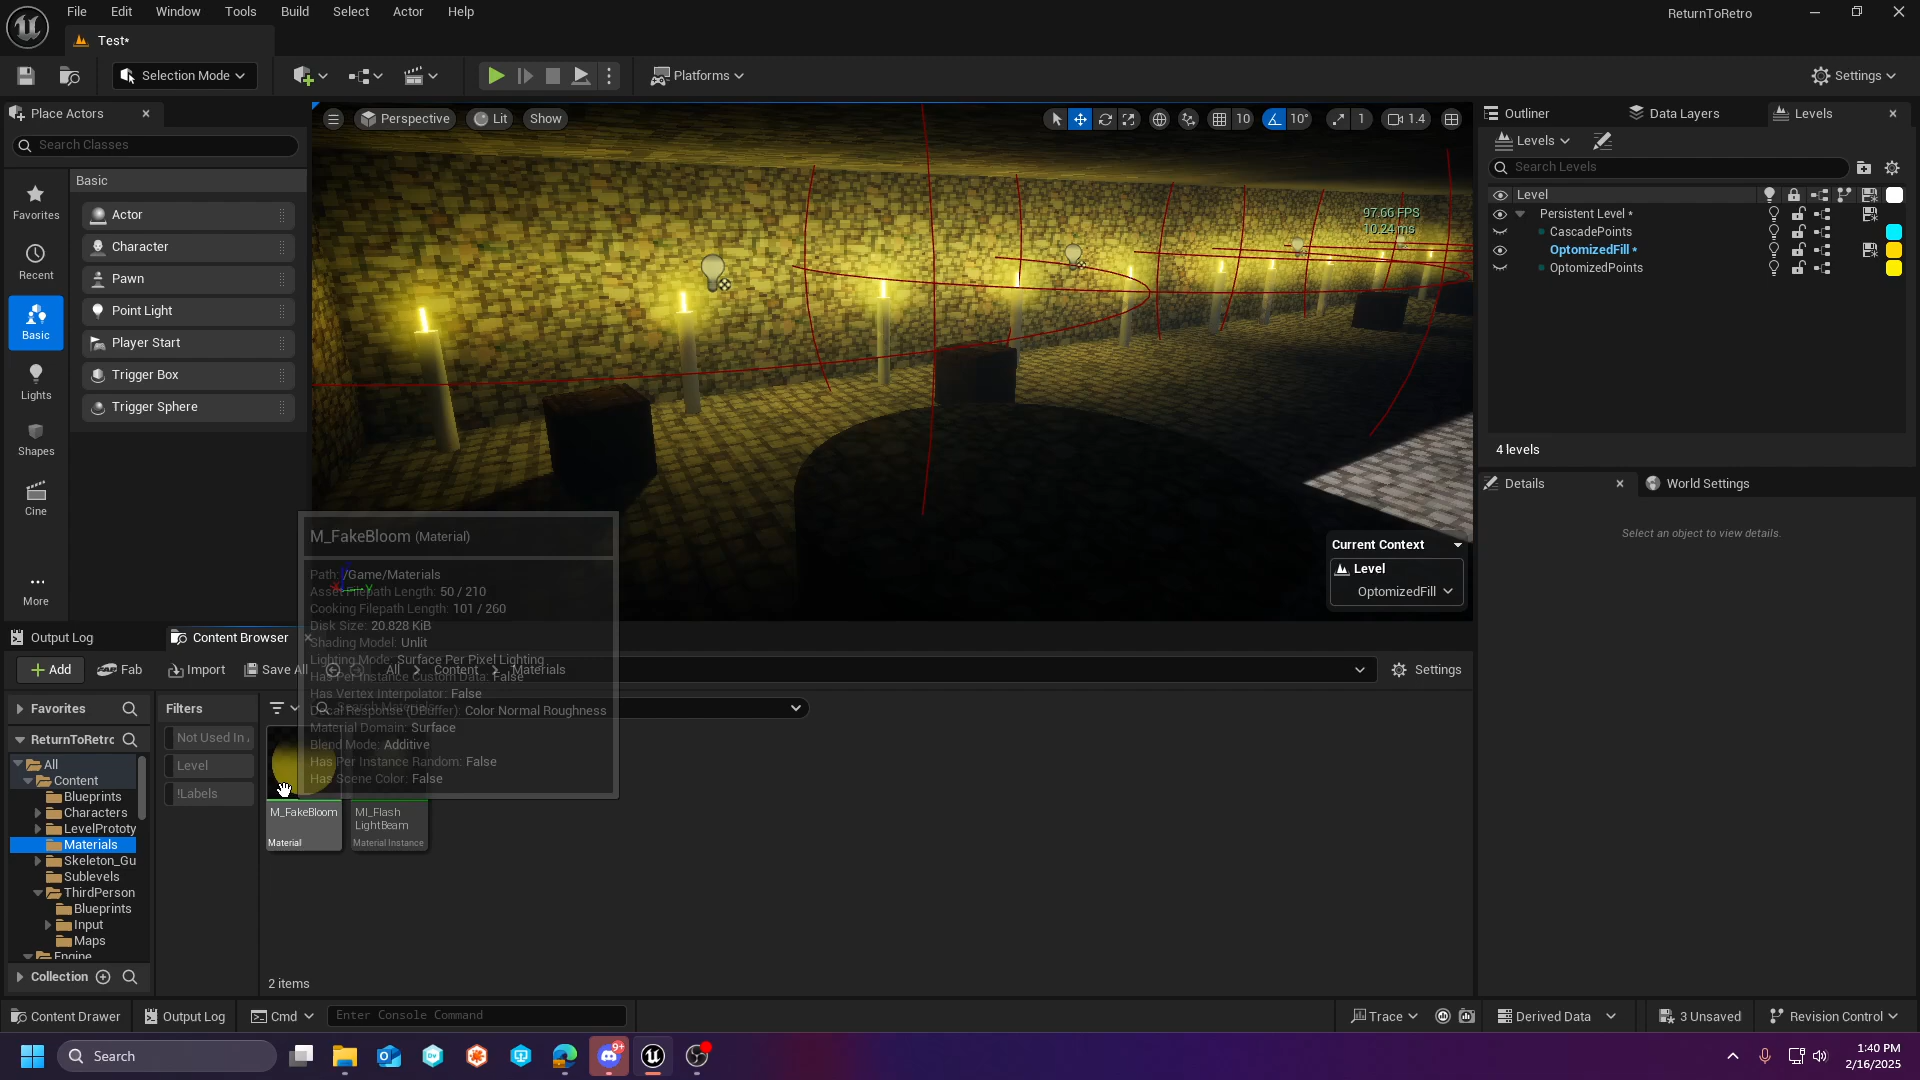 File Edit Window Tools Build Select Actor Help
ReturnToRetro
Test*
Selection Mode
Platforms
Settings
Place Actors
Search Classes
Favorites
Recent
Basic
Lights
Shapes
Cine
More
Basic
Actor
Character
Pawn
Point Light
Player Start
Trigger Box
Trigger Sphere
Perspective Lit Show
10 10° 1 1.4
97.66 FPS
10.24 ms
Current Context
Level
OptomizedFill
Outliner Data Layers Levels
Levels
Search Levels
Level
Persistent Level *
CascadePoints
OptomizedFill *
OptomizedPoints
4 levels
Details World Settings
Select an object to view details.
M_FakeBloom (Material)
Path: /Game/Materials
Asset Filepath Length: 50 / 210
Cooking Filepath Length: 101 / 260
Disk Size: 20.828 KiB
Shading Model: Unlit
Lighting Mode: Surface Per Pixel Lighting
Has Per Instance Custom Data: False
Has Vertex Interpolator: False
Decal Response (DBuffer): Color Normal Roughness
Material Domain: Surface
Blend Mode: Additive
Has Per Instance Random: False
Has Scene Color: False
Output Log Content Browser
Add Fab Import Save All All Content Materials Settings
Favorites
ReturnToRetro
All
Content
Blueprints
Characters
LevelPrototy
Materials
Skeleton_Gu
Sublevels
ThirdPerson
Blueprints
Input
Maps
Engine
Collection
Filters
Not Used In
Level
!Labels
Search Materials
M_FakeBloom
Material
MI_Flash
LightBeam
Material Instance
2 items
Content Drawer Output Log Cmd Enter Console Command Trace Derived Data 3 Unsaved Revision Control
Search
9+
1:40 PM
2/16/2025